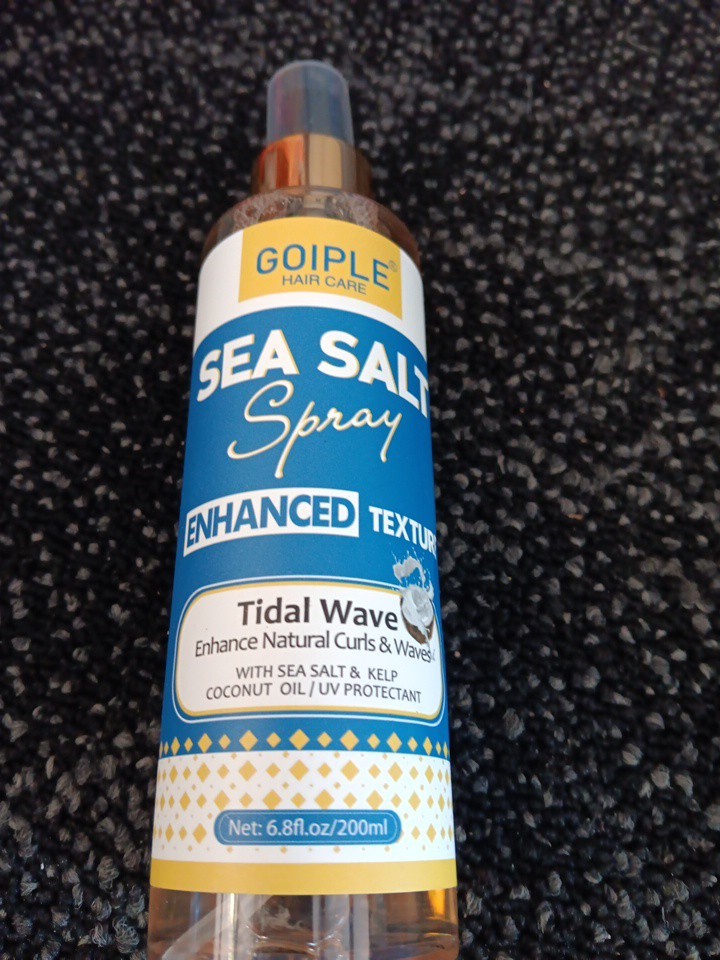 GOIPLE®
HAIR CARE
SEA SALT
Spray
ENHANCED TEXTUR
Tidal Wave
Enhance Natural Curls & Waves
WITH SEA SALT & KELP
COCONUT OIL / UV PROTECTANT
Net: 6.8fl.oz/200ml